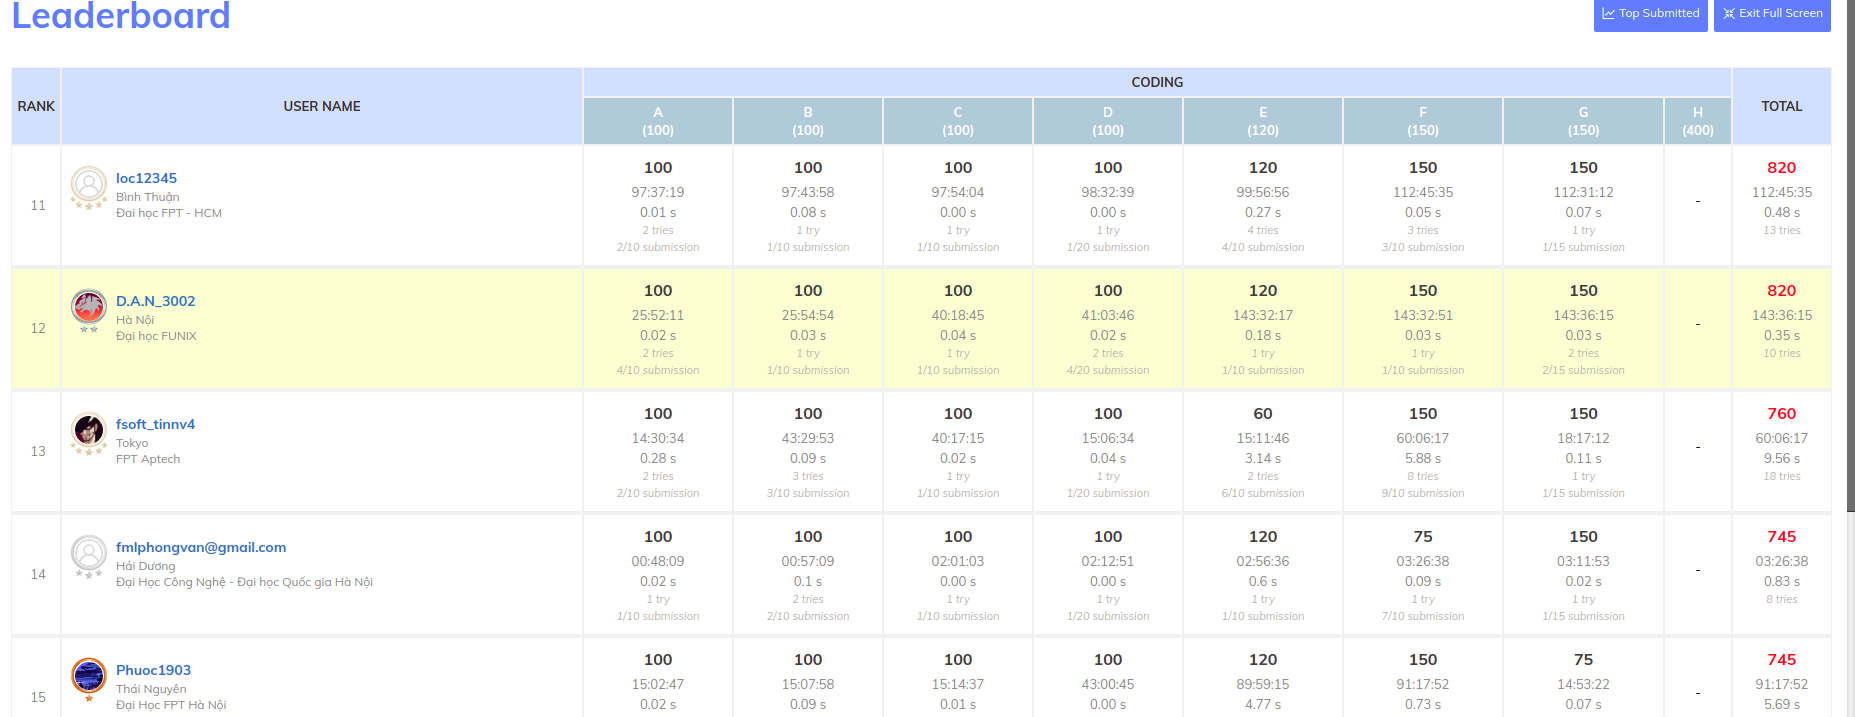 Leaderboard
Top Submitted
Exit Full Screen
RANK
USER NAME
CODING
TOTAL
A B C D E F G H
(100) (100) (100) (100) (120) (150) (150) (400)
11
loc12345
Bình Thuận
Đại học FPT - HCM
100 100 100 100 120 150 150 - 820
97:37:19 97:43:58 97:54:04 98:32:39 99:56:56 112:45:35 112:31:12 112:45:35
0.01 s 0.08 s 0.00 s 0.00 s 0.27 s 0.05 s 0.07 s 0.48 s
2 tries 1 try 1 try 1 try 4 tries 3 tries 1 try 13 tries
2/10 submission 1/10 submission 1/10 submission 1/20 submission 4/10 submission 3/10 submission 1/15 submission
12
D.A.N_3002
Hà Nội
Đại học FUNIX
100 100 100 100 120 150 150 - 820
25:52:11 25:54:54 40:18:45 41:03:46 143:32:17 143:32:51 143:36:15 143:36:15
0.02 s 0.03 s 0.04 s 0.02 s 0.18 s 0.03 s 0.03 s 0.35 s
2 tries 1 try 1 try 2 tries 1 try 1 try 2 tries 10 tries
4/10 submission 1/10 submission 1/10 submission 4/20 submission 1/10 submission 1/10 submission 2/15 submission
13
fsoft_tinnv4
Tokyo
FPT Aptech
100 100 100 100 60 150 150 - 760
14:30:34 43:29:53 40:17:15 15:06:34 15:11:46 60:06:17 18:17:12 60:06:17
0.28 s 0.09 s 0.02 s 0.04 s 3.14 s 5.88 s 0.11 s 9.56 s
2 tries 3 tries 1 try 1 try 2 tries 8 tries 1 try 18 tries
2/10 submission 3/10 submission 1/10 submission 1/20 submission 6/10 submission 9/10 submission 1/15 submission
14
fmlphongvan@gmail.com
Hải Dương
Đại Học Công Nghệ - Đại học Quốc gia Hà Nội
100 100 100 100 120 75 150 - 745
00:48:09 00:57:09 02:01:03 02:12:51 02:56:36 03:26:38 03:11:53 03:26:38
0.02 s 0.1 s 0.00 s 0.00 s 0.6 s 0.09 s 0.02 s 0.83 s
1 try 2 tries 1 try 1 try 1 try 1 try 1 try 8 tries
1/10 submission 2/10 submission 1/10 submission 1/20 submission 1/10 submission 7/10 submission 1/15 submission
15
Phuoc1903
Thái Nguyên
Đại Học FPT Hà Nội
100 100 100 100 120 150 75 - 745
15:02:47 15:07:58 15:14:37 43:00:45 89:59:15 91:17:52 14:53:22 91:17:52
0.02 s 0.09 s 0.01 s 0.00 s 4.77 s 0.73 s 0.07 s 5.69 s